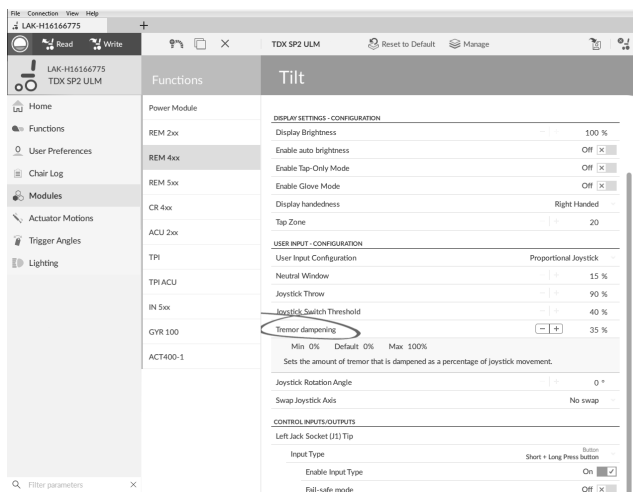 File Connection View Help
LAK-H16166775 +
Read Write
TDX SP2 ULM Reset to Default Manage
LAK-H16166775
TDX SP2 ULM
Functions
Tilt
Home
Functions
User Preferences
Chair Log
Modules
Actuator Motions
Trigger Angles
Lighting
Filter parameters ×
Power Module
REM 2xx
REM 4xx
REM 5xx
CR 4xx
ACU 2xx
TPI
TPI ACU
IN 5xx
GYR 100
ACT400-1
DISPLAY SETTINGS - CONFIGURATION
Display Brightness - + 100 %
Enable auto brightness Off ×
Enable Tap-Only Mode Off ×
Enable Glove Mode Off ×
Display handedness Right Handed
Tap Zone - + 20
USER INPUT - CONFIGURATION
User Input Configuration Proportional Joystick
Neutral Window - + 15 %
Joystick Throw - + 90 %
Joystick Switch Threshold - + 40 %
Tremor dampening - + 35 %
Min 0% Default 0% Max 100%
Sets the amount of tremor that is dampened as a percentage of joystick movement.
Joystick Rotation Angle - + 0 °
Swap Joystick Axis No swap
CONTROL INPUTS/OUTPUTS
Left Jack Socket (J1) Tip
Input Type Button
Short + Long Press button
Enable Input Type On ✓
Fail-safe mode Off ×